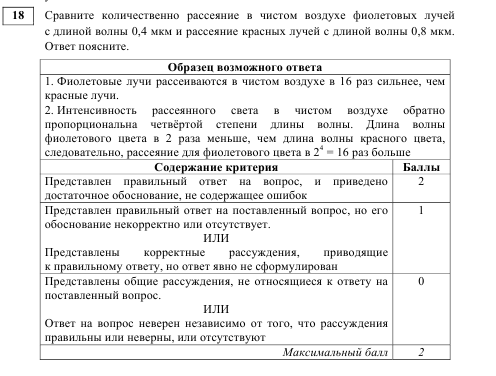 18 Сравните количественно рассеяние в чистом воздухе фиолетовых лучей
с длиной волны 0,4 мкм и рассеяние красных лучей с длиной волны 0,8 мкм.
Ответ поясните.
Образец возможного ответа
1. Фиолетовые лучи рассеиваются в чистом воздухе в 16 раз сильнее, чем
красные лучи.
2. Интенсивность рассеянного света в чистом воздухе обратно
пропорциональна четвёртой степени длины волны. Длина волны
фиолетового цвета в 2 раза меньше, чем длина волны красного цвета,
следовательно, рассеяние для фиолетового цвета в 2⁴ = 16 раз больше
Содержание критерия Баллы
Представлен правильный ответ на вопрос, и приведено 2
достаточное обоснование, не содержащее ошибок
Представлен правильный ответ на поставленный вопрос, но его 1
обоснование некорректно или отсутствует.
ИЛИ
Представлены корректные рассуждения, приводящие
к правильному ответу, но ответ явно не сформулирован
Представлены общие рассуждения, не относящиеся к ответу на 0
поставленный вопрос.
ИЛИ
Ответ на вопрос неверен независимо от того, что рассуждения
правильны или неверны, или отсутствуют
Максимальный балл 2